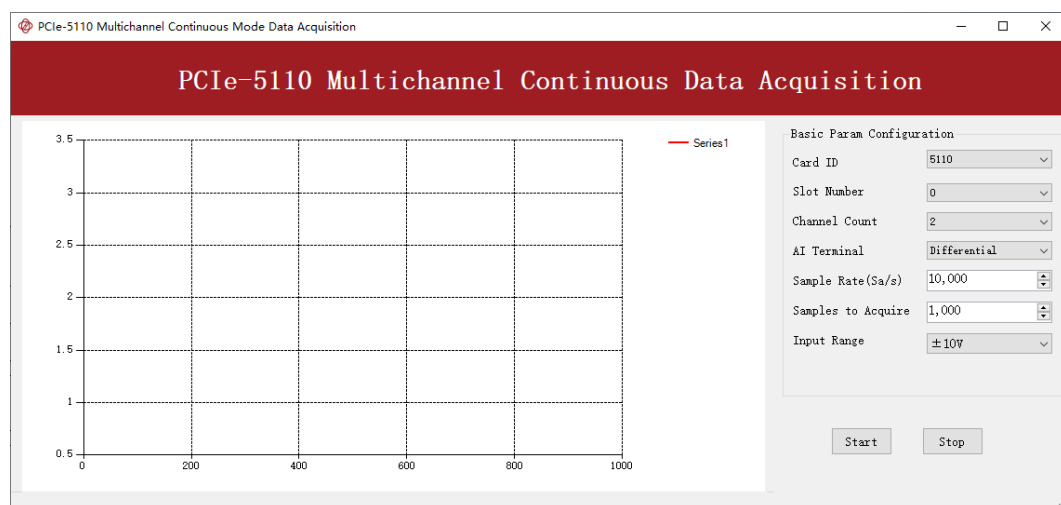 PCIe-5110 Multichannel Continuous Mode Data Acquisition
PCIe-5110 Multichannel Continuous Data Acquisition
3.5
3
2.5
2
1.5
1
0.5
0
200
400
600
800
1000
Series1
Basic Param Configuration
Card ID
5110
Slot Number
0
Channel Count
2
AI Terminal
Differential
Sample Rate(Sa/s)
10,000
Samples to Acquire
1,000
Input Range
±10V
Start
Stop